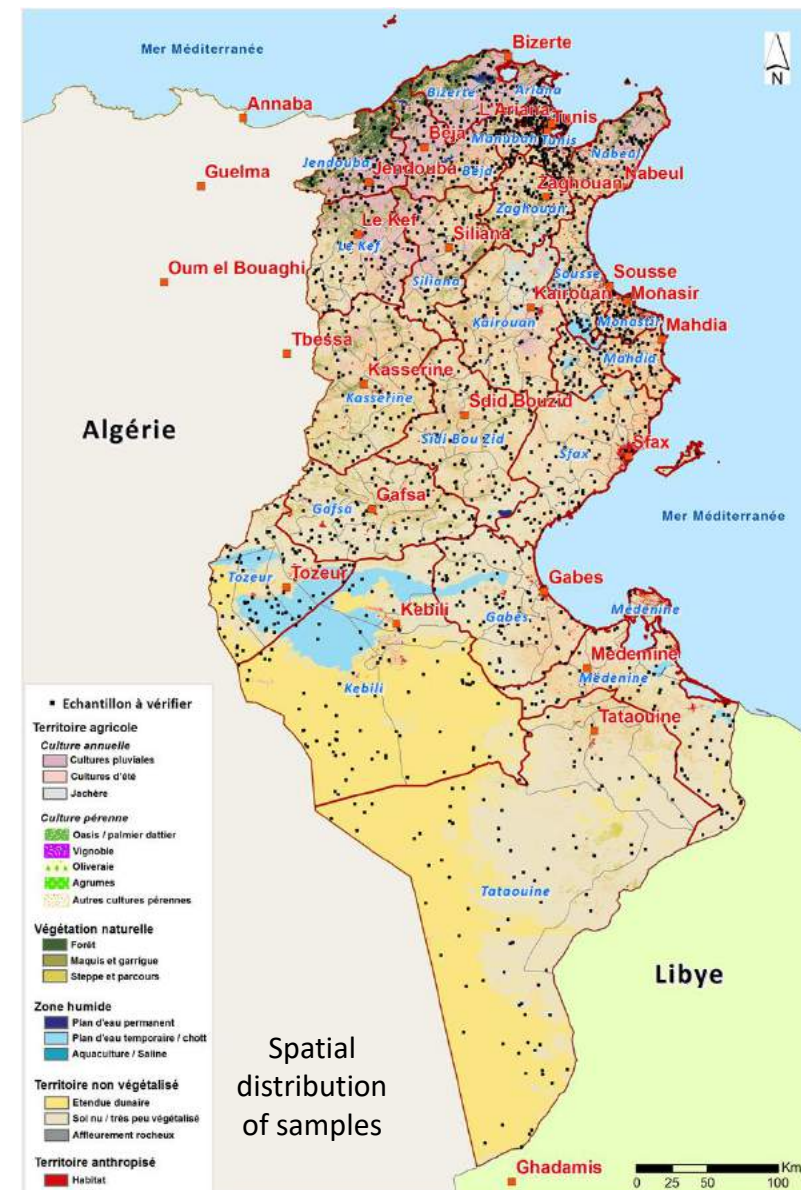 Mer Méditerranée
Bizerte
N
Annaba
Bizerte
Ariana
L'Ariana
Tunis
Béja
Manubah
Tunis
Guelma
Jendouba
Jendouba
Béja
Nabeul
Nabeul
Zaghouan
Zaghouan
Le Kef
Le Kef
Siliana
Siliana
Oum el Bouaghi
Sousse
Sousse
Kairouan
Kairouan
Monasir
Monastir
Mahdia
Mahdia
Tbessa
Kasserine
Kasserine
Algérie
Sdid Bouzid
Sidi Bou Zid
Sfax
Sfax
Gafsa
Gafsa
Mer Méditerranée
Tozeur
Tozeur
Gabes
Gabès
Kebili
Kebili
Médenine
Medemine
Médenine
Tataouine
Tataouine
Libye
Echantillon à vérifier
Territoire agricole
Culture annuelle
Cultures pluviales
Cultures d'été
Jachère
Culture pérenne
Oasis / palmier dattier
Vignoble
Oliveraie
Agrumes
Autres cultures pérennes
Végétation naturelle
Forêt
Maquis et garrigue
Steppe et parcours
Zone humide
Plan d'eau permanent
Plan d'eau temporaire / chott
Aquaculture / Saline
Territoire non végétalisé
Etendue dunaire
Sol nu / très peu végétalisé
Affleurement rocheux
Territoire anthropisé
Habitat
Spatial
distribution
of samples
Ghadamis
Km
0 25 50 100